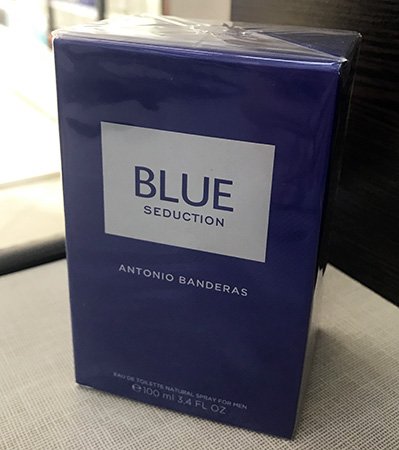 BLUE
SEDUCTION
ANTONIO BANDERAS
EAU DE TOILETTE NATURAL SPRAY FOR MEN
℮100 ml 3,4 FL OZ